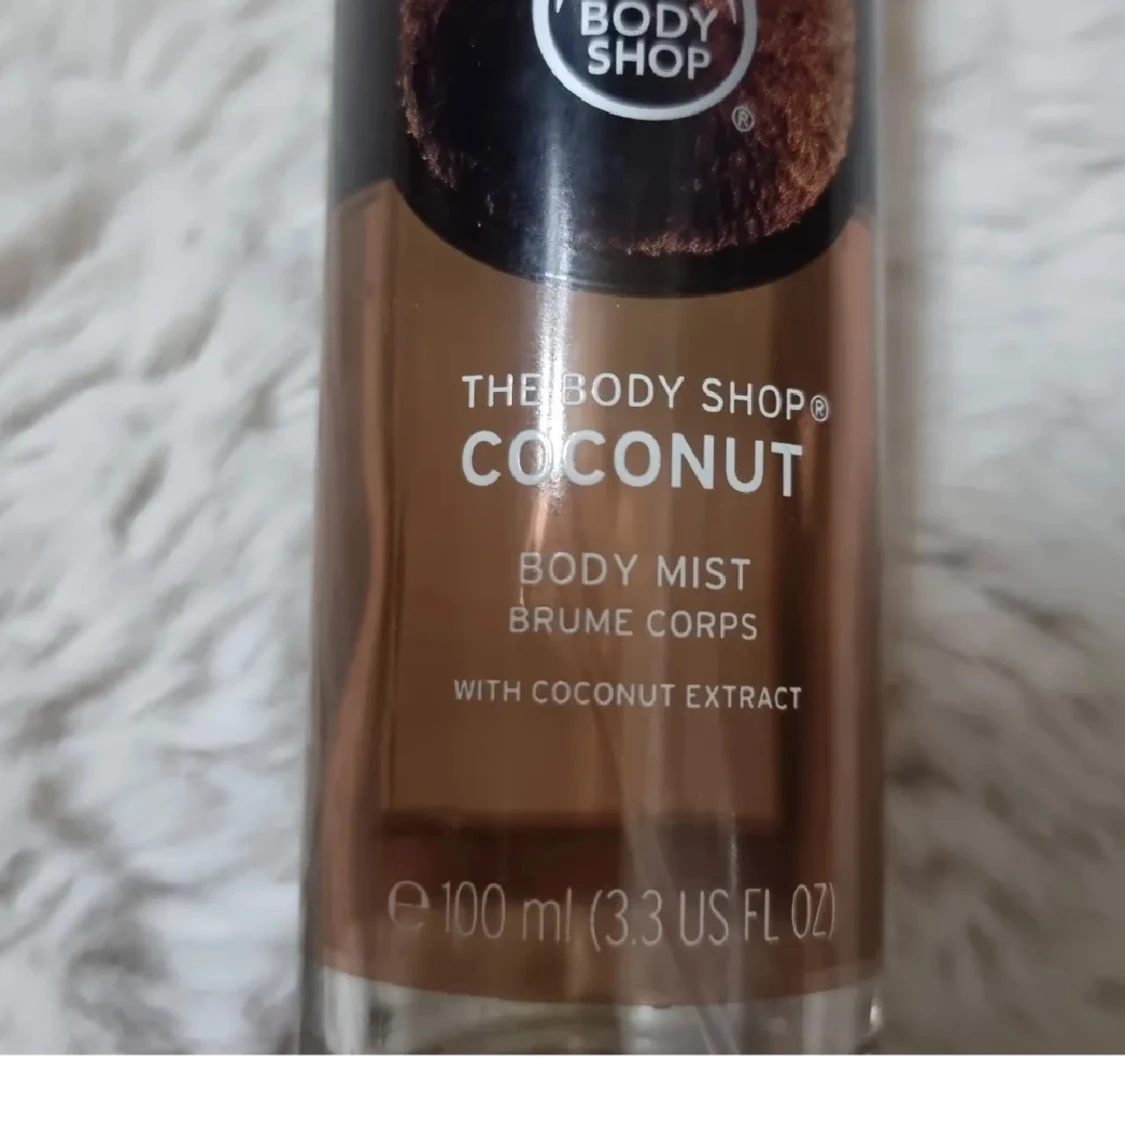 BODY
SHOP
®
THE BODY SHOP®
COCONUT
BODY MIST
BRUME CORPS
WITH COCONUT EXTRACT
℮ 100 ml (3.3 US FL OZ)